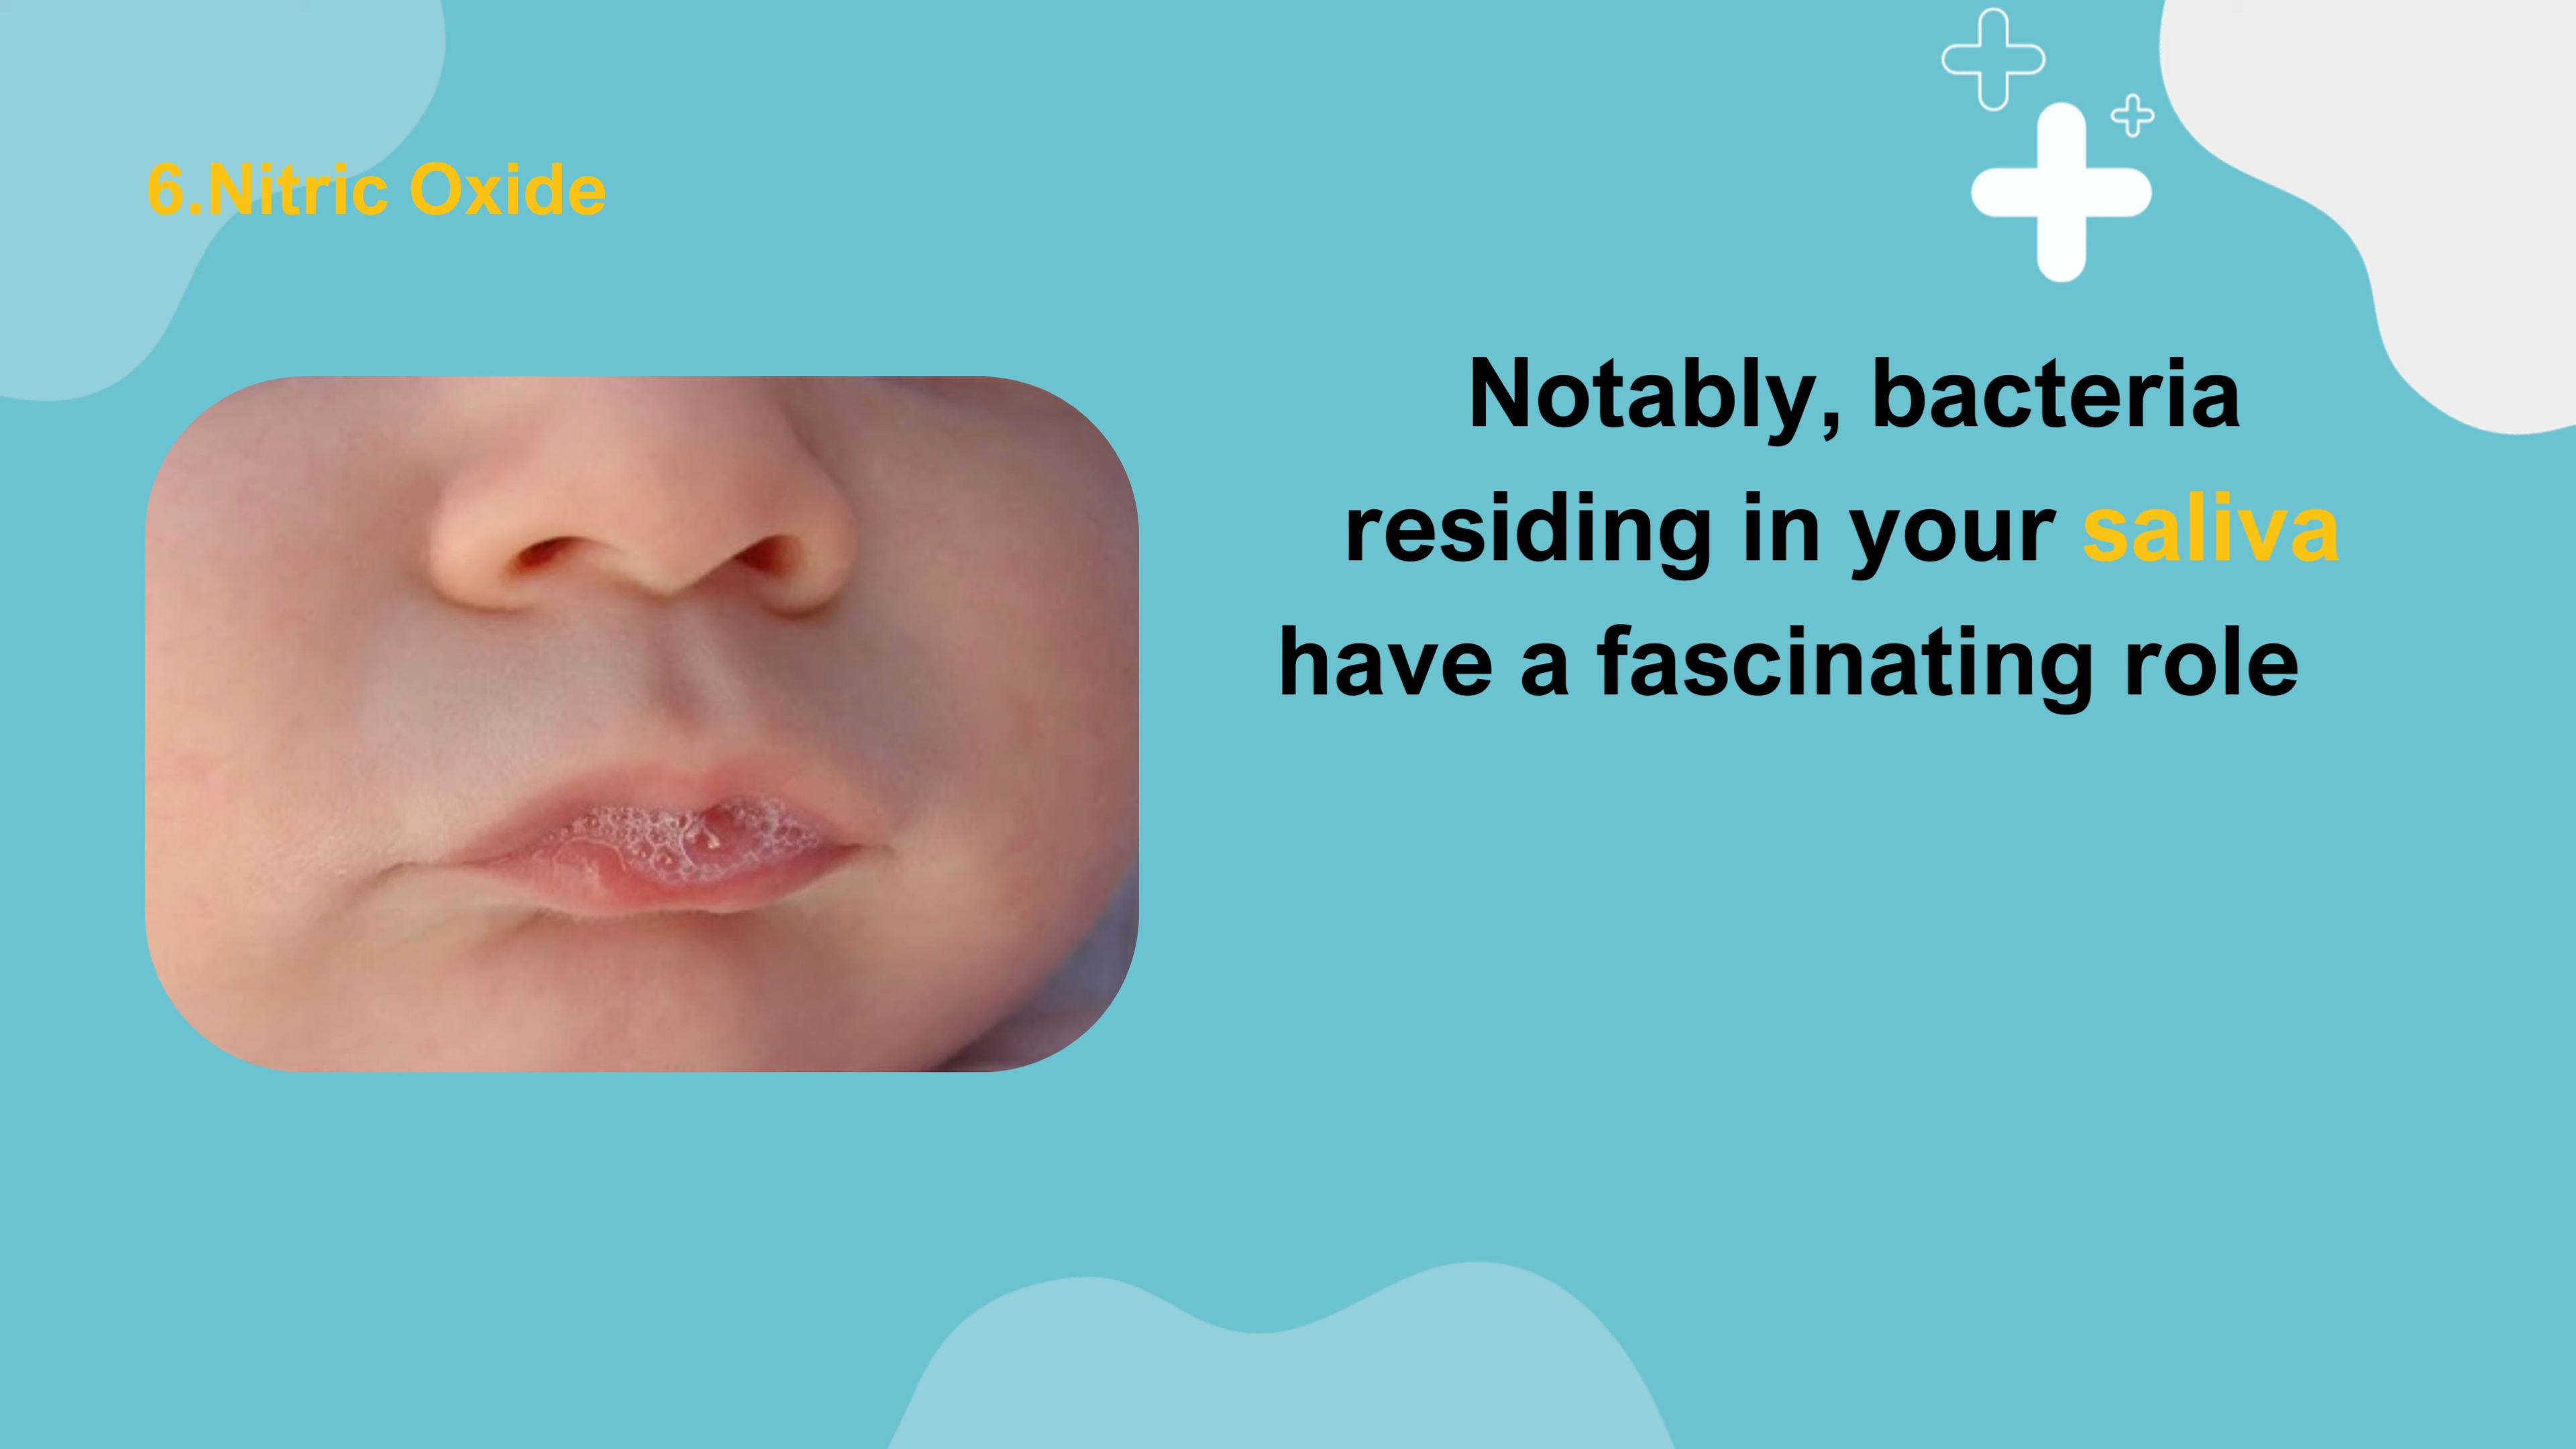 6.Nitric Oxide
Notably, bacteria
residing in your saliva
have a fascinating role